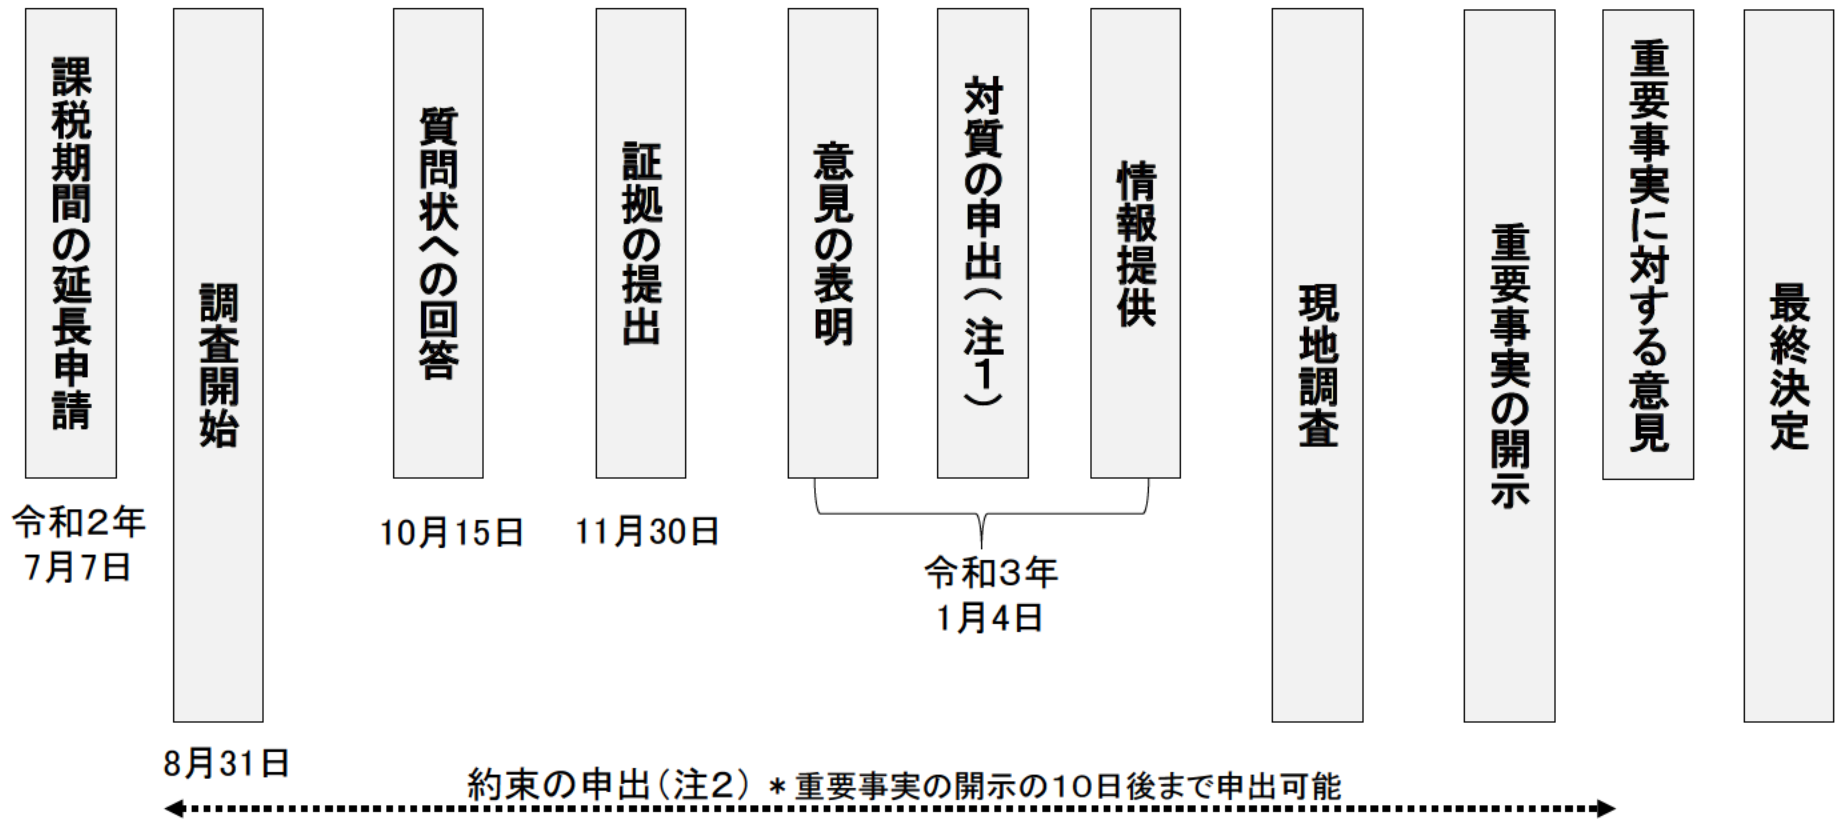 課税期間の延長申請
調査開始
質問状への回答
証拠の提出
意見の表明
対質の申出（注１）
情報提供
現地調査
重要事実の開示
重要事実に対する意見
最終決定
令和２年
7月7日
8月31日
10月15日
11月30日
令和３年
1月4日
約束の申出（注２）＊重要事実の開示の１０日後まで申出可能